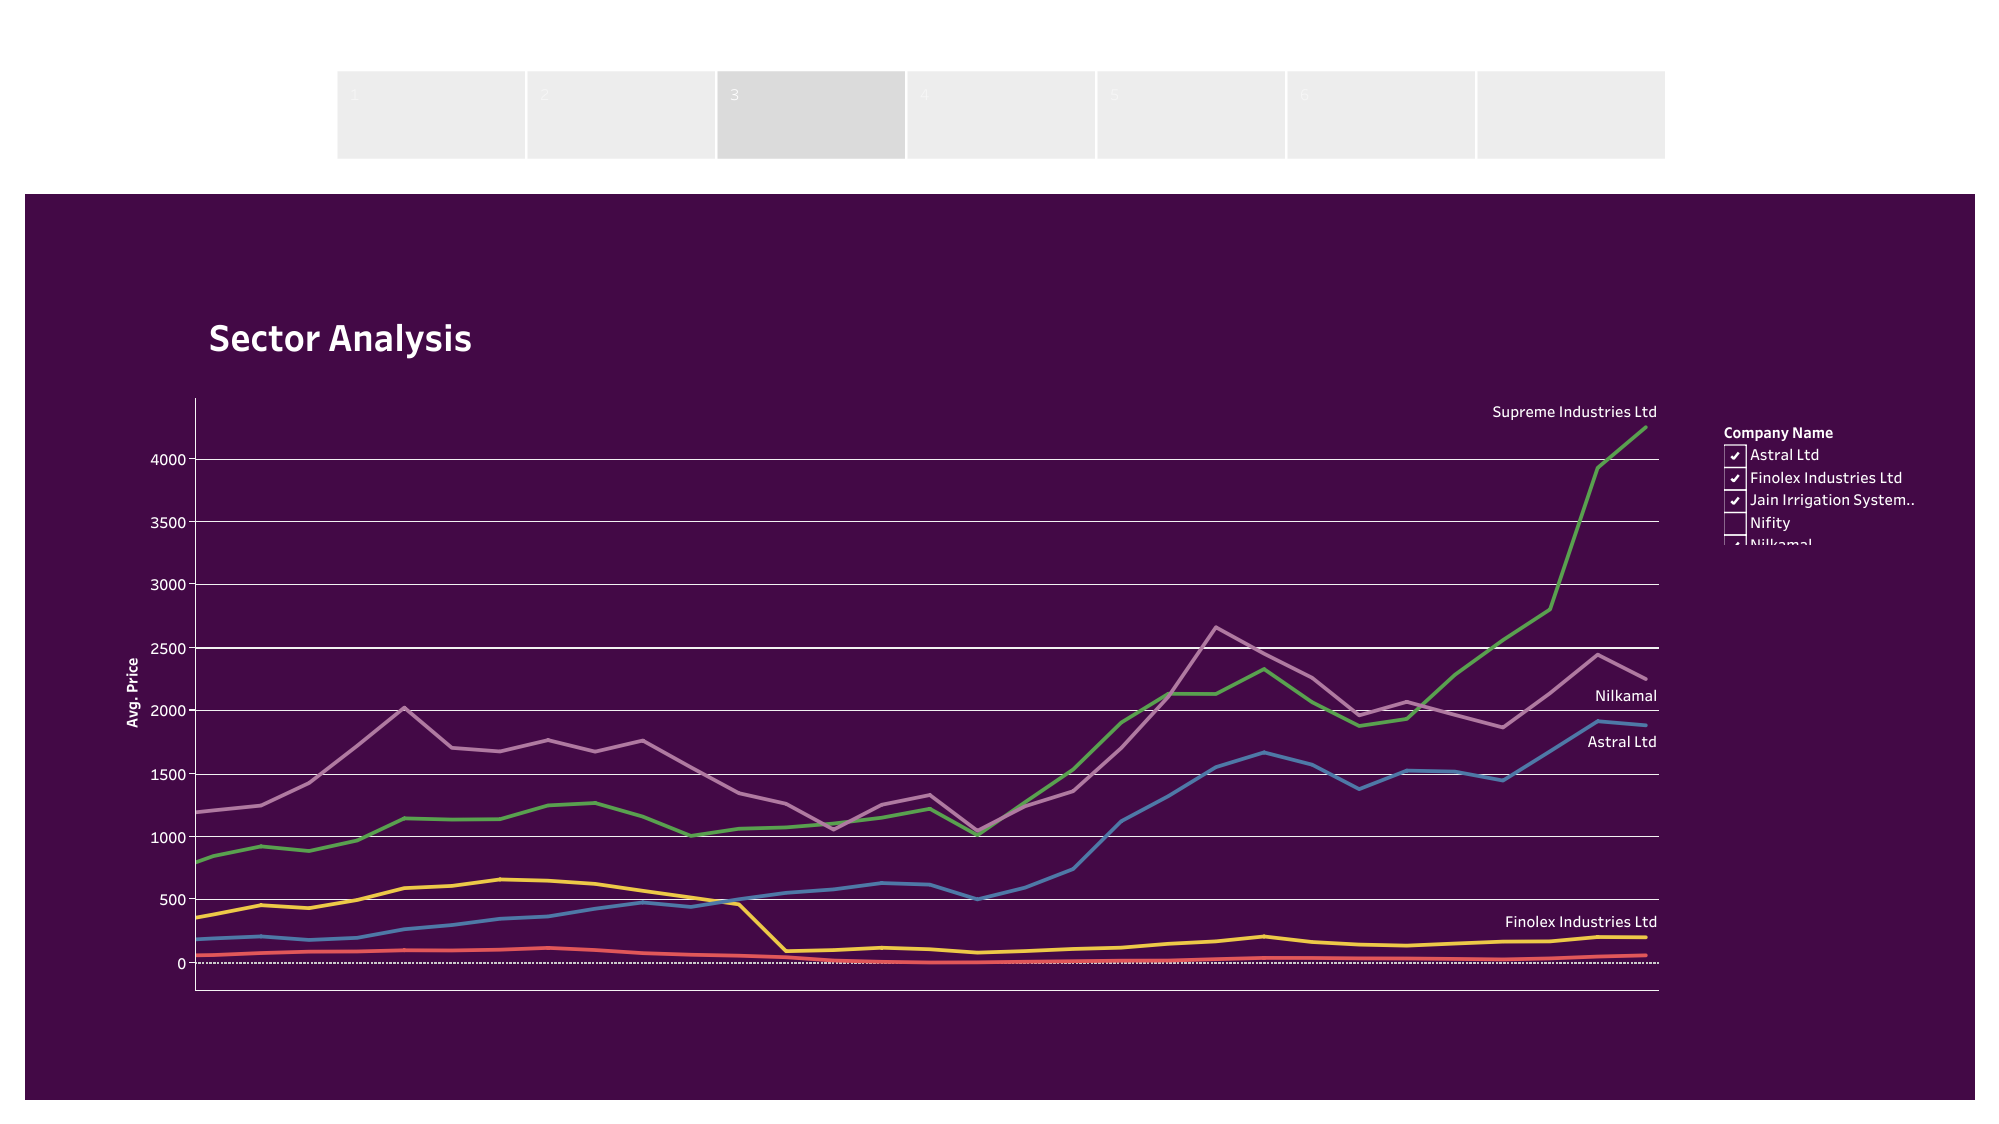 1 2 3 4 5 6
Sector Analysis
Supreme Industries Ltd
Company Name
Astral Ltd
Finolex Industries Ltd
Jain Irrigation System..
Nifity
Nilkamal
4000
3500
3000
2500
2000
1500
1000
500
0
Avg. Price
Nilkamal
Astral Ltd
Finolex Industries Ltd